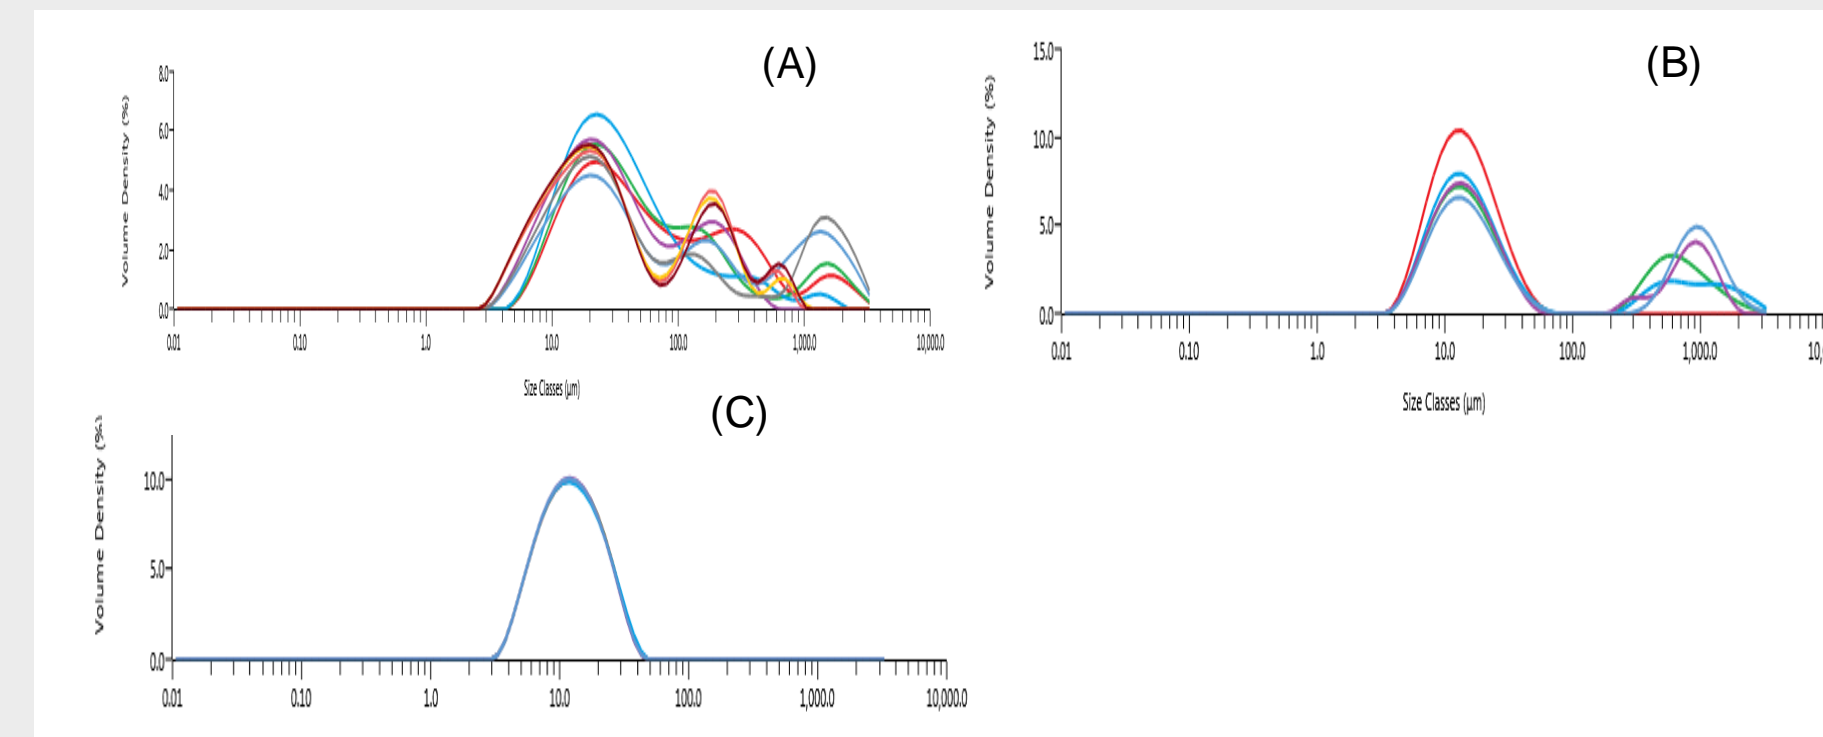 (A)
Volume Density (%)
8.0
6.0
4.0
2.0
0.0
0.01 0.10 1.0 10.0 100.0 1,000.0 10,000.0
Size Classes (µm)
(B)
Volume Density (%)
15.0
10.0
5.0
0.0
0.01 0.10 1.0 10.0 100.0 1,000.0 10,
Size Classes (µm)
(C)
Volume Density (%)
10.0
5.0
0.0
0.01 0.10 1.0 10.0 100.0 1,000.0 10,000.0